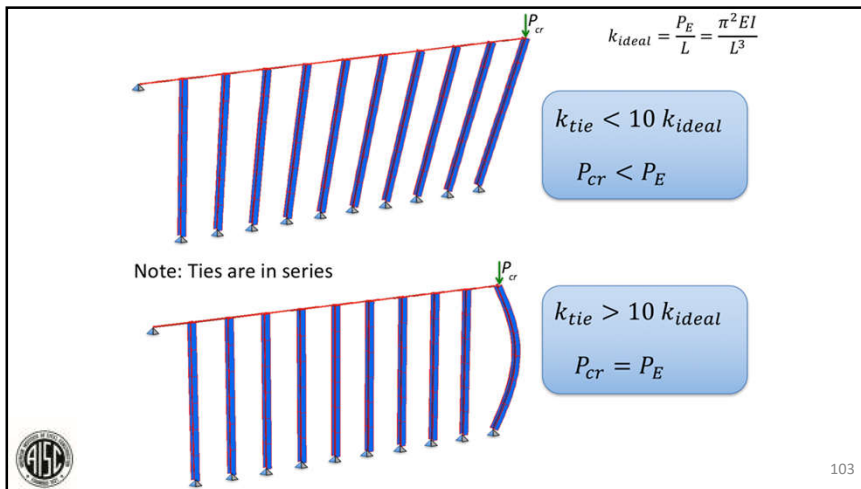 P_cr
k_ideal = P_E/L = π²EI/L³
k_tie < 10 k_ideal
P_cr < P_E
Note: Ties are in series
P_cr
k_tie > 10 k_ideal
P_cr = P_E
AISC
103